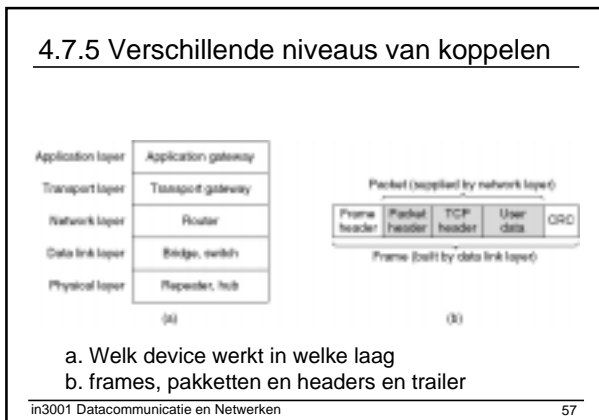 4.7.5 Verschillende niveaus van koppelen
Application layer Application gateway
Transport layer Transport gateway
Network layer Router
Data link layer Bridge, switch
Physical layer Repeater, hub
(a)
Packet (supplied by network layer)
Frame header Packet header TCP header User data CRC
Frame (built by data link layer)
(b)
a. Welk device werkt in welke laag
b. frames, pakketten en headers en trailer
in3001 Datacommunicatie en Netwerken 57